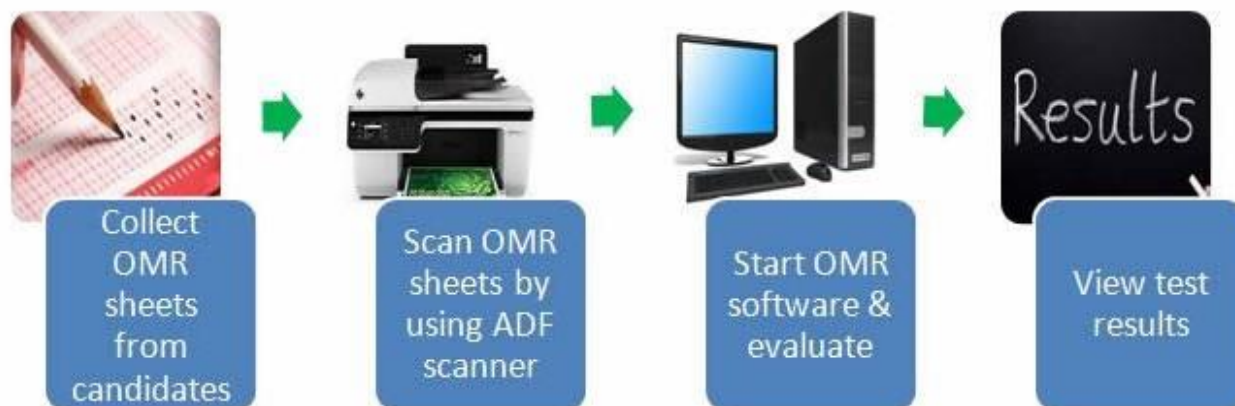 Results
Collect
OMR
sheets
from
candidates
Scan OMR
sheets by
using ADF
scanner
Start OMR
software &
evaluate
View test
results